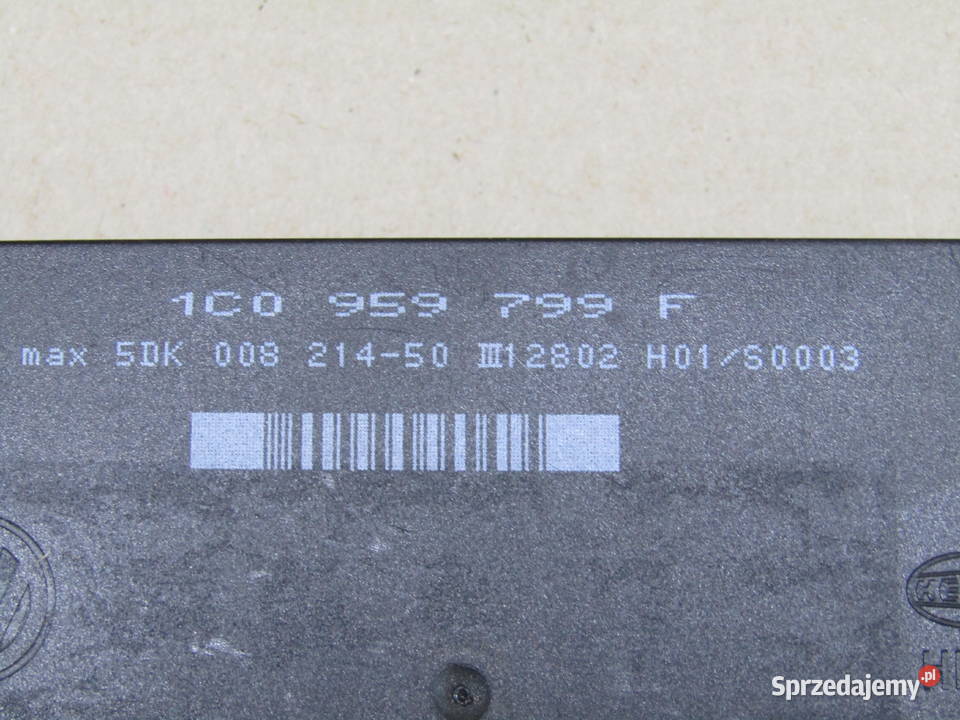 1C0 959 799 F
max 5DK 008 214-50 III12802 H01/S0003
Sprzedajemy.pl